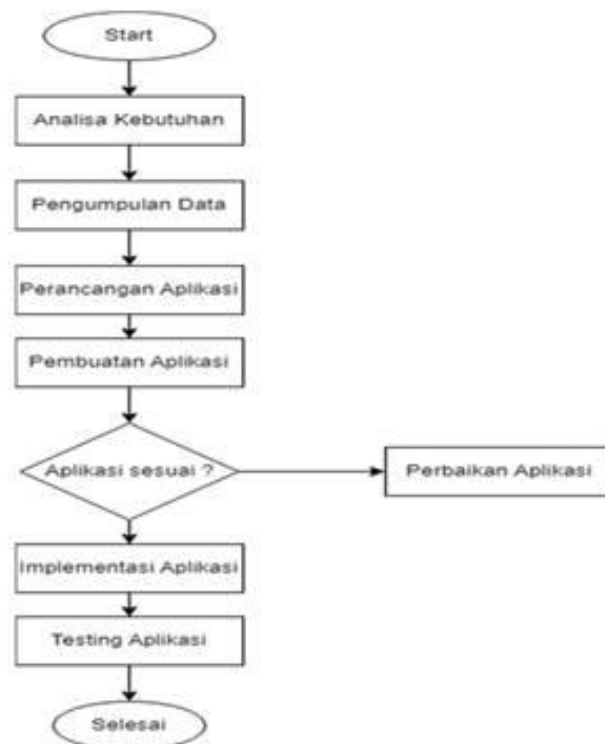 Start
Analisa Kebutuhan
Pengumpulan Data
Perancangan Aplikasi
Pembuatan Aplikasi
Aplikasi sesuai ?
Perbaikan Aplikasi
Implementasi Aplikasi
Testing Aplikasi
Selesai